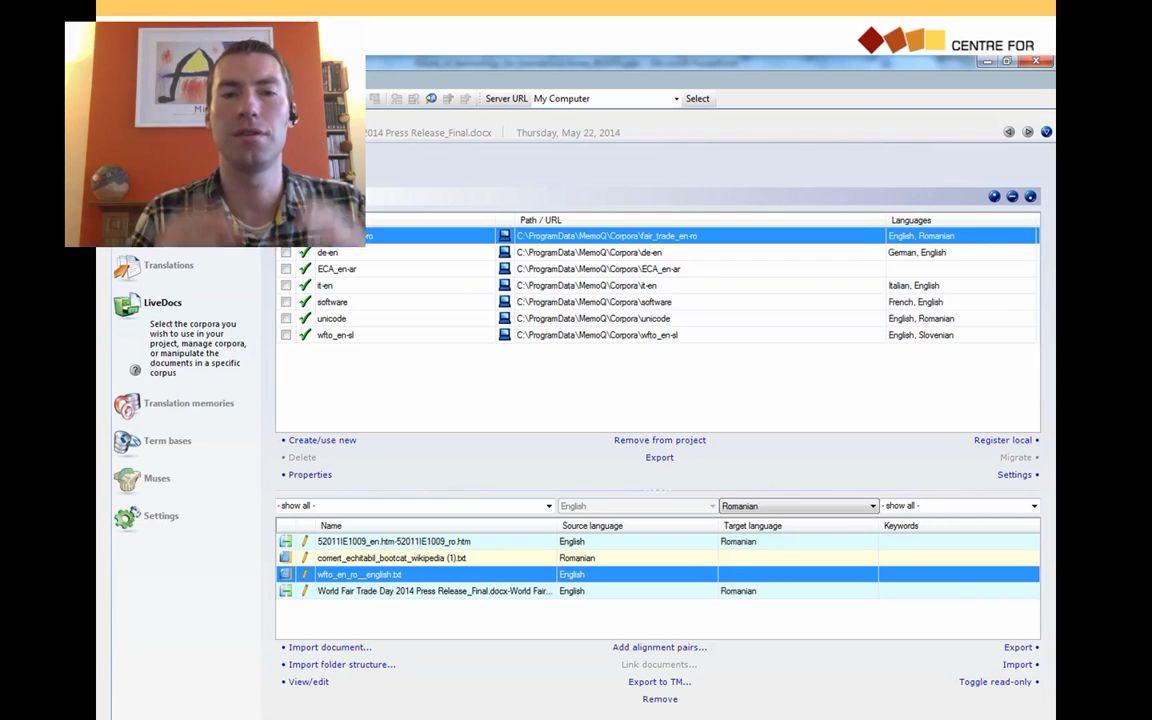 CENTRE FOR
Server URL My Computer Select
2014 Press Release_Final.docx Thursday, May 22, 2014
Path / URL Languages
ro C:\ProgramData\MemoQ\Corpora\fair_trade_en-ro English, Romanian
de-en C:\ProgramData\MemoQ\Corpora\de-en German, English
ECA_en-ar C:\ProgramData\MemoQ\Corpora\ECA_en-ar
it-en C:\ProgramData\MemoQ\Corpora\it-en Italian, English
software C:\ProgramData\MemoQ\Corpora\software French, English
unicode C:\ProgramData\MemoQ\Corpora\unicode English, Romanian
wfto_en-sl C:\ProgramData\MemoQ\Corpora\wfto_en-sl English, Slovenian
Translations
LiveDocs
Select the corpora you
wish to use in your
project, manage corpora,
or manipulate the
documents in a specific
corpus
Translation memories
Term bases
Muses
Settings
Create/use new Remove from project Register local
Delete Export Migrate
Properties Settings
- show all - English Romanian - show all -
Name Source language Target language Keywords
52011IE1009_en.htm-52011IE1009_ro.htm English Romanian
comert_echitabil_bootcat_wikipedia (1).txt Romanian
wfto_en_ro__english.txt English
World Fair Trade Day 2014 Press Release_Final.docx-World Fair... English Romanian
Import document... Add alignment pairs... Export
Import folder structure... Link documents... Import
View/edit Export to TM... Toggle read-only
Remove